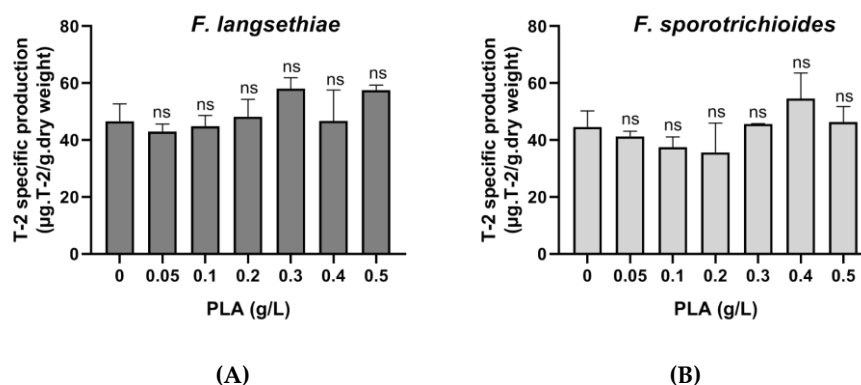 F. langsethiae
T-2 specific production
(µg.T-2/g.dry weight)
80
60
40
20
0
ns
ns
ns
ns
ns
ns
0
0.05
0.1
0.2
0.3
0.4
0.5
PLA (g/L)
(A)
F. sporotrichioides
T-2 specific production
(µg.T-2/g.dry weight)
80
60
40
20
0
ns
ns
ns
ns
ns
ns
0
0.05
0.1
0.2
0.3
0.4
0.5
PLA (g/L)
(B)